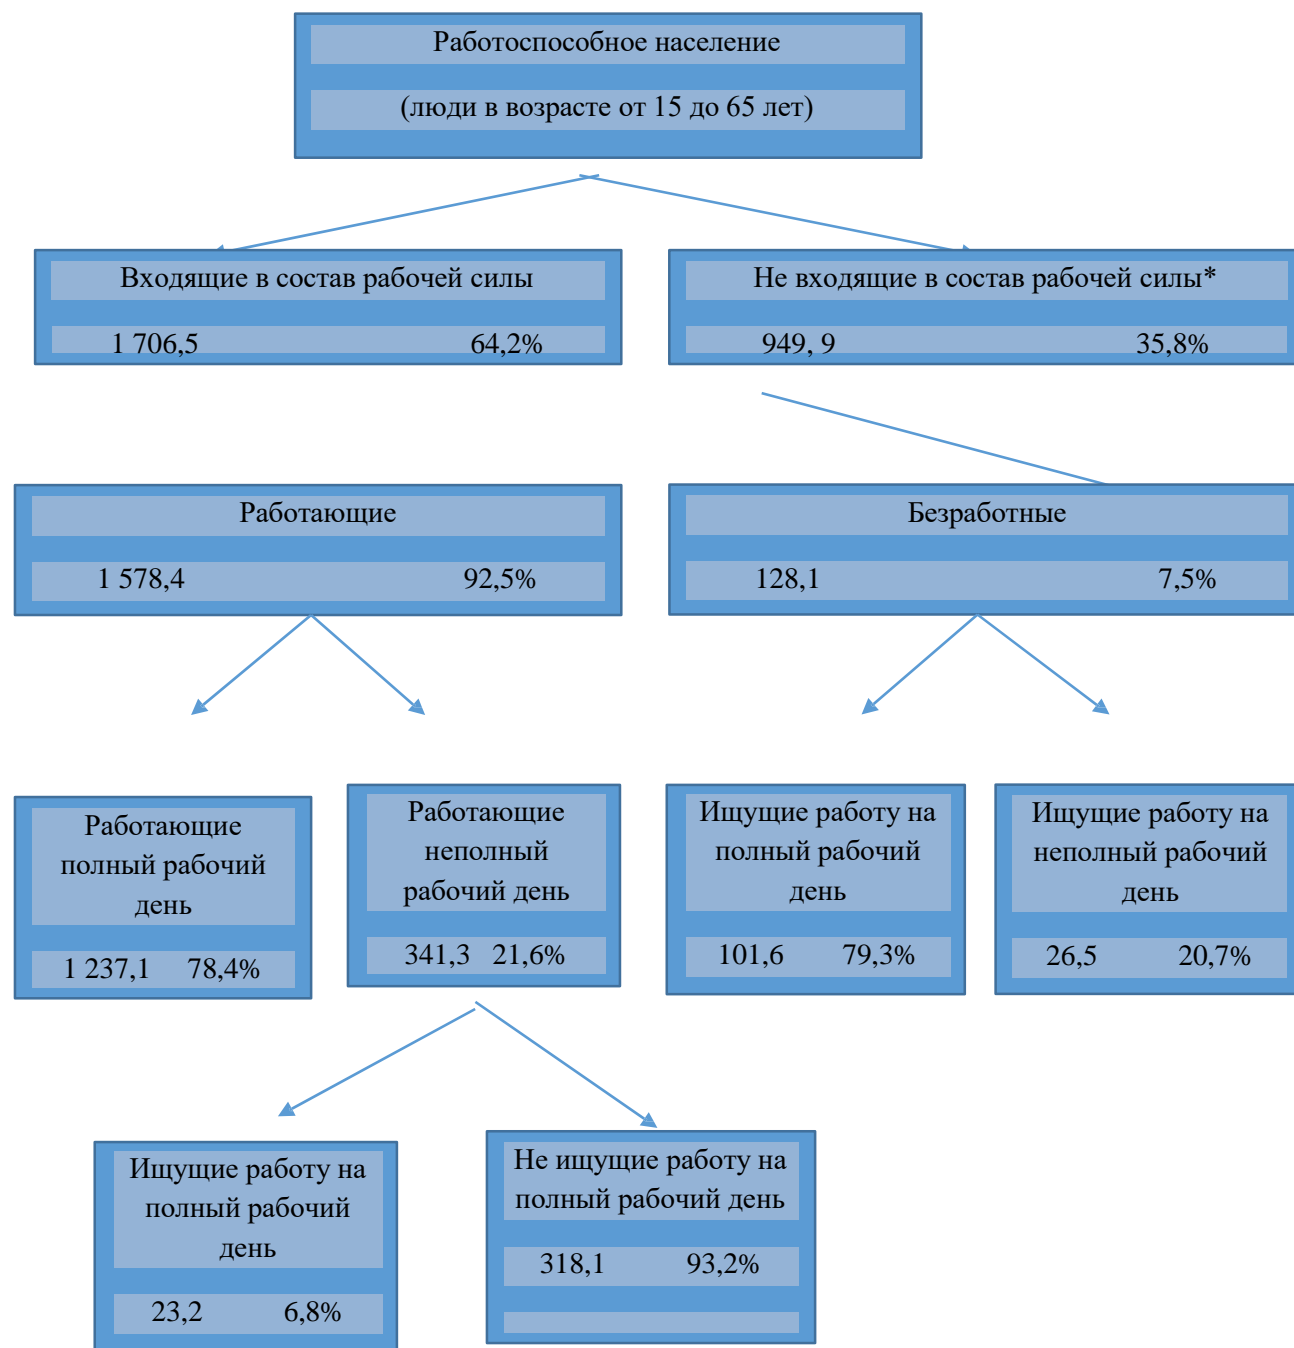 Работоспособное население
(люди в возрасте от 15 до 65 лет)
Входящие в состав рабочей силы
1 706,5 64,2%
Не входящие в состав рабочей силы*
949, 9 35,8%
Работающие
1 578,4 92,5%
Безработные
128,1 7,5%
Работающие
полный рабочий
день
1 237,1 78,4%
Работающие
неполный
рабочий день
341,3 21,6%
Ищущие работу на
полный рабочий
день
101,6 79,3%
Ищущие работу на
неполный рабочий
день
26,5 20,7%
Ищущие работу на
полный рабочий
день
23,2 6,8%
Не ищущие работу на
полный рабочий день
318,1 93,2%